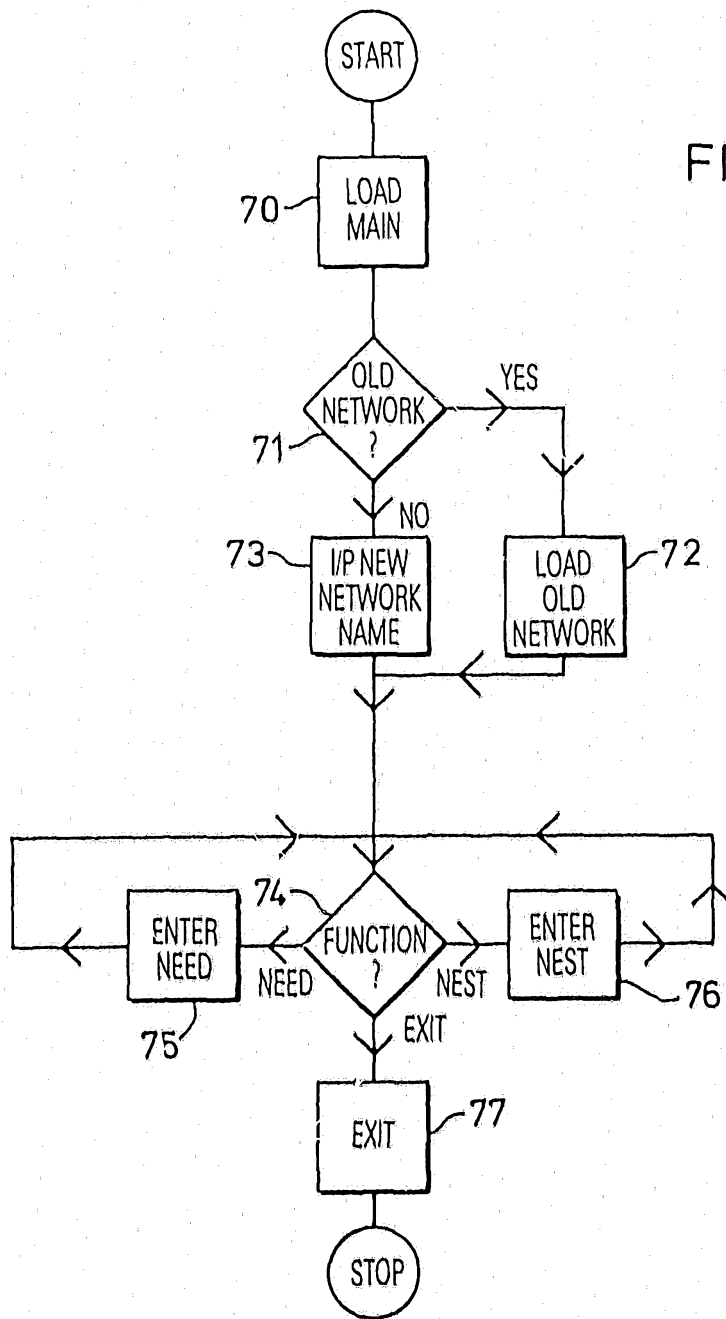 START
FI
70
LOAD
MAIN
OLD
NETWORK
?
YES
71
NO
73
I/P NEW
NETWORK
NAME
LOAD
OLD
NETWORK
72
74
ENTER
NEED
FUNCTION
?
ENTER
NEST
NEED
NEST
75
76
EXIT
EXIT
77
STOP